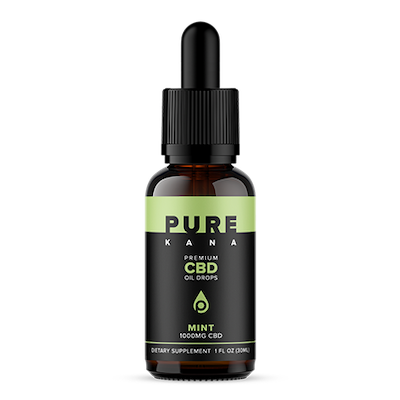 PURE
KANA
PREMIUM
CBD
OIL DROPS
MINT
1000MG CBD
DIETARY SUPPLEMENT 1 FL OZ (30ML)